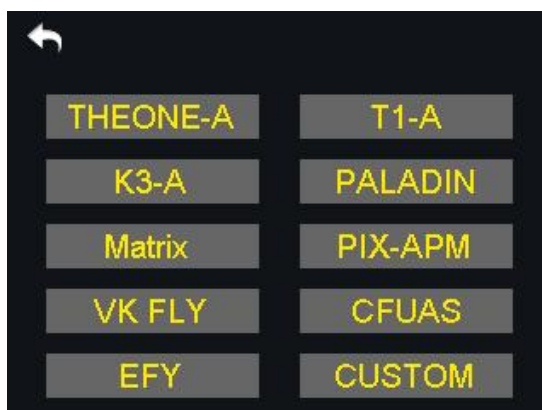 THEONE-A
T1-A
K3-A
PALADIN
Matrix
PIX-APM
VK FLY
CFUAS
EFY
CUSTOM